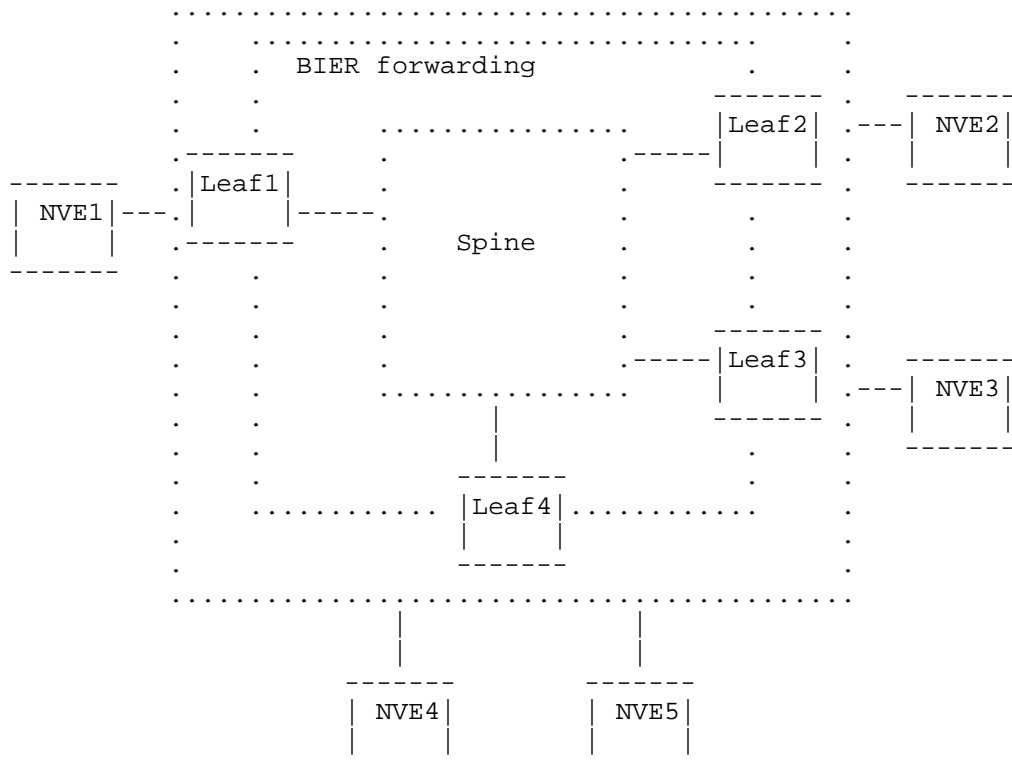 BIER forwarding
Leaf2 NVE2
Leaf1
NVE1
Spine
Leaf3
NVE3
Leaf4
NVE4 NVE5